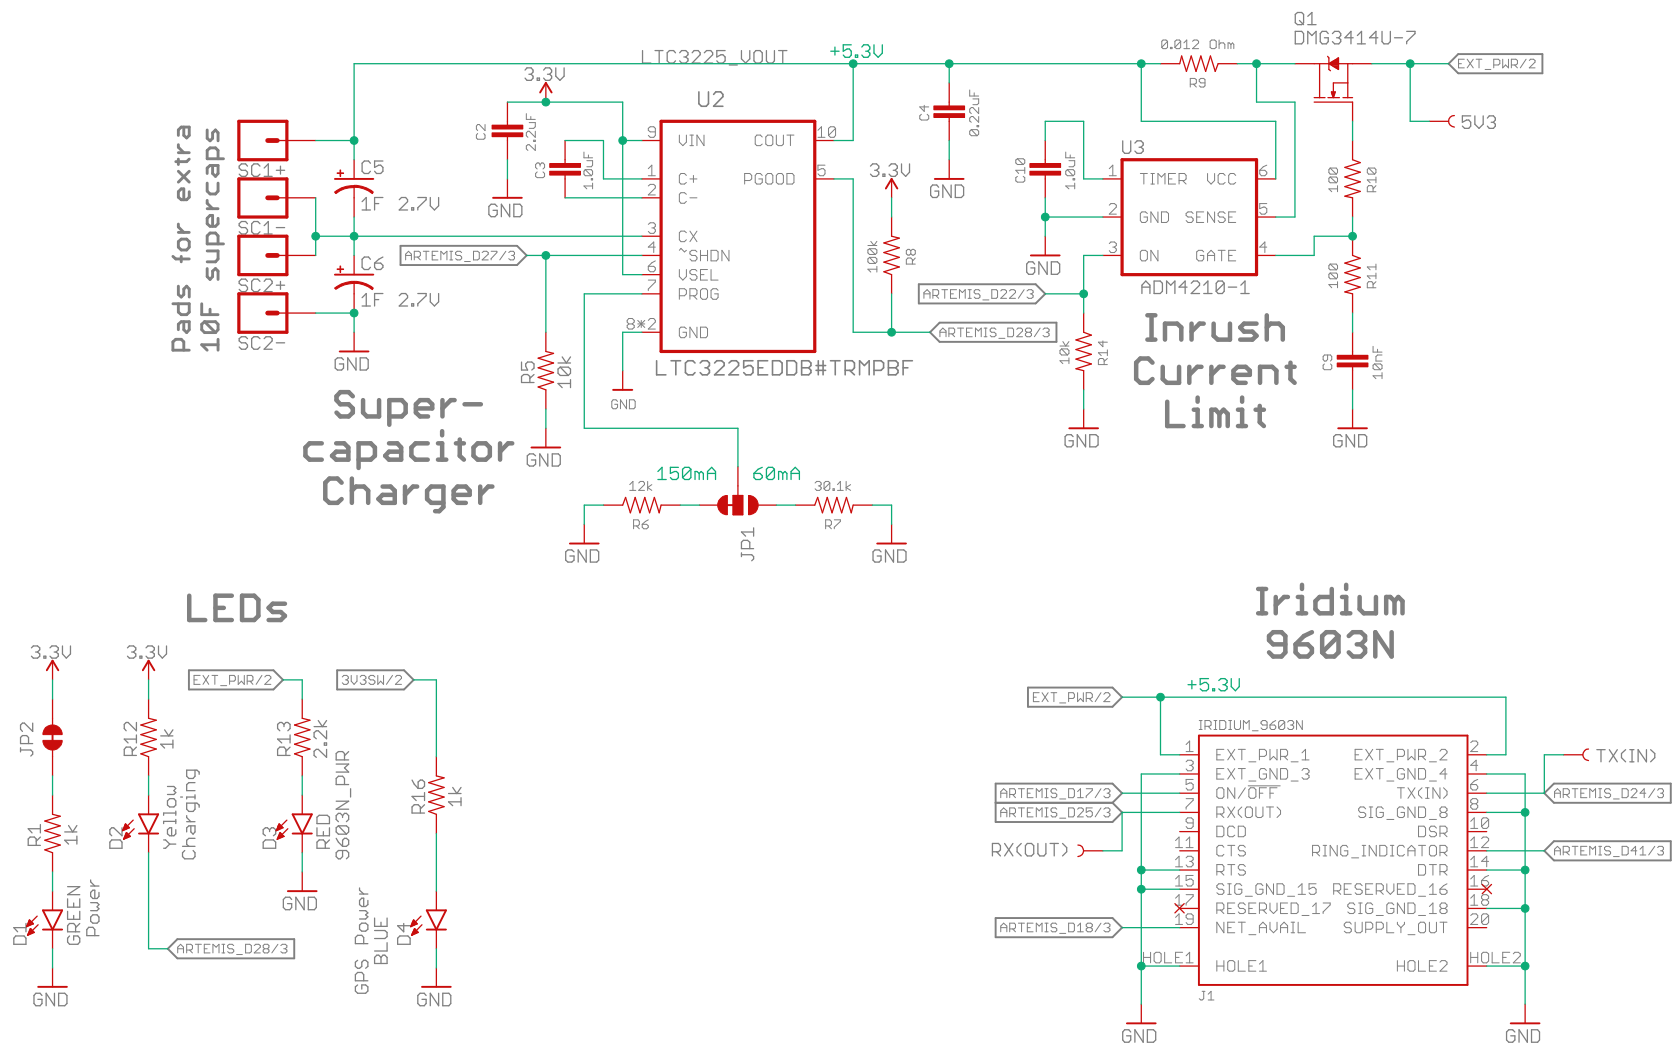 Q1
DMG3414U-7
0.012 Ohm
R9
EXT_PWR/2
5V3
LTC3225_VOUT
+5.3V
3.3V
U2
C2
2.2uF
GND
C3
1.0uF
9 VIN
1 C+
2 C-
3 CX
4 ~SHDN
6 VSEL
7 PROG
8*2 GND
COUT 10
PGOOD 5
LTC3225EDDB#TRMPBF
GND
C4
0.22uF
GND
3.3V
100k
R8
ARTEMIS_D28/3
C10
1.0uF
GND
U3
1 TIMER
2 GND
3 ON
VCC 6
SENSE 5
GATE 4
ADM4210-1
ARTEMIS_D22/3
10k
R14
GND
100
R10
100
R11
C9
10nF
GND
Inrush
Current
Limit
Pads for extra
10F supercaps
SC1+
SC1-
SC2+
SC2-
C5
1F 2.7V
C6
1F 2.7V
GND
ARTEMIS_D27/3
R5
10k
GND
Super-
capacitor
Charger
150mA
60mA
12k
R6
GND
JP1
30.1k
R7
GND
LEDs
3.3V
JP2
R1
1k
D1
GREEN
Power
GND
3.3V
R12
1k
D2
Yellow
Charging
ARTEMIS_D28/3
EXT_PWR/2
R13
2.2k
D3
RED
9603N_PWR
GND
3V3SW/2
R16
1k
D4
GPS Power
BLUE
GND
Iridium
9603N
EXT_PWR/2
+5.3V
IRIDIUM_9603N
1 EXT_PWR_1
3 EXT_GND_3
5 ON/OFF
7 RX(OUT)
9 DCD
11 CTS
13 RTS
15 SIG_GND_15
17 RESERVED_17
19 NET_AVAIL
HOLE1 HOLE1
EXT_PWR_2 2
EXT_GND_4 4
TX(IN) 6
SIG_GND_8 8
DSR 10
RING_INDICATOR 12
DTR 14
RESERVED_16 16
SIG_GND_18 18
SUPPLY_OUT 20
HOLE2 HOLE2
J1
ARTEMIS_D17/3
ARTEMIS_D25/3
RX(OUT)
ARTEMIS_D18/3
TX(IN)
ARTEMIS_D24/3
ARTEMIS_D41/3
GND
GND